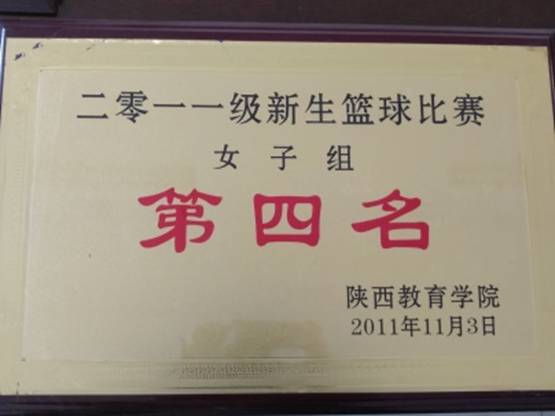 二零一一级新生篮球比赛
女子组
第四名
陕西教育学院
2011年11月3日